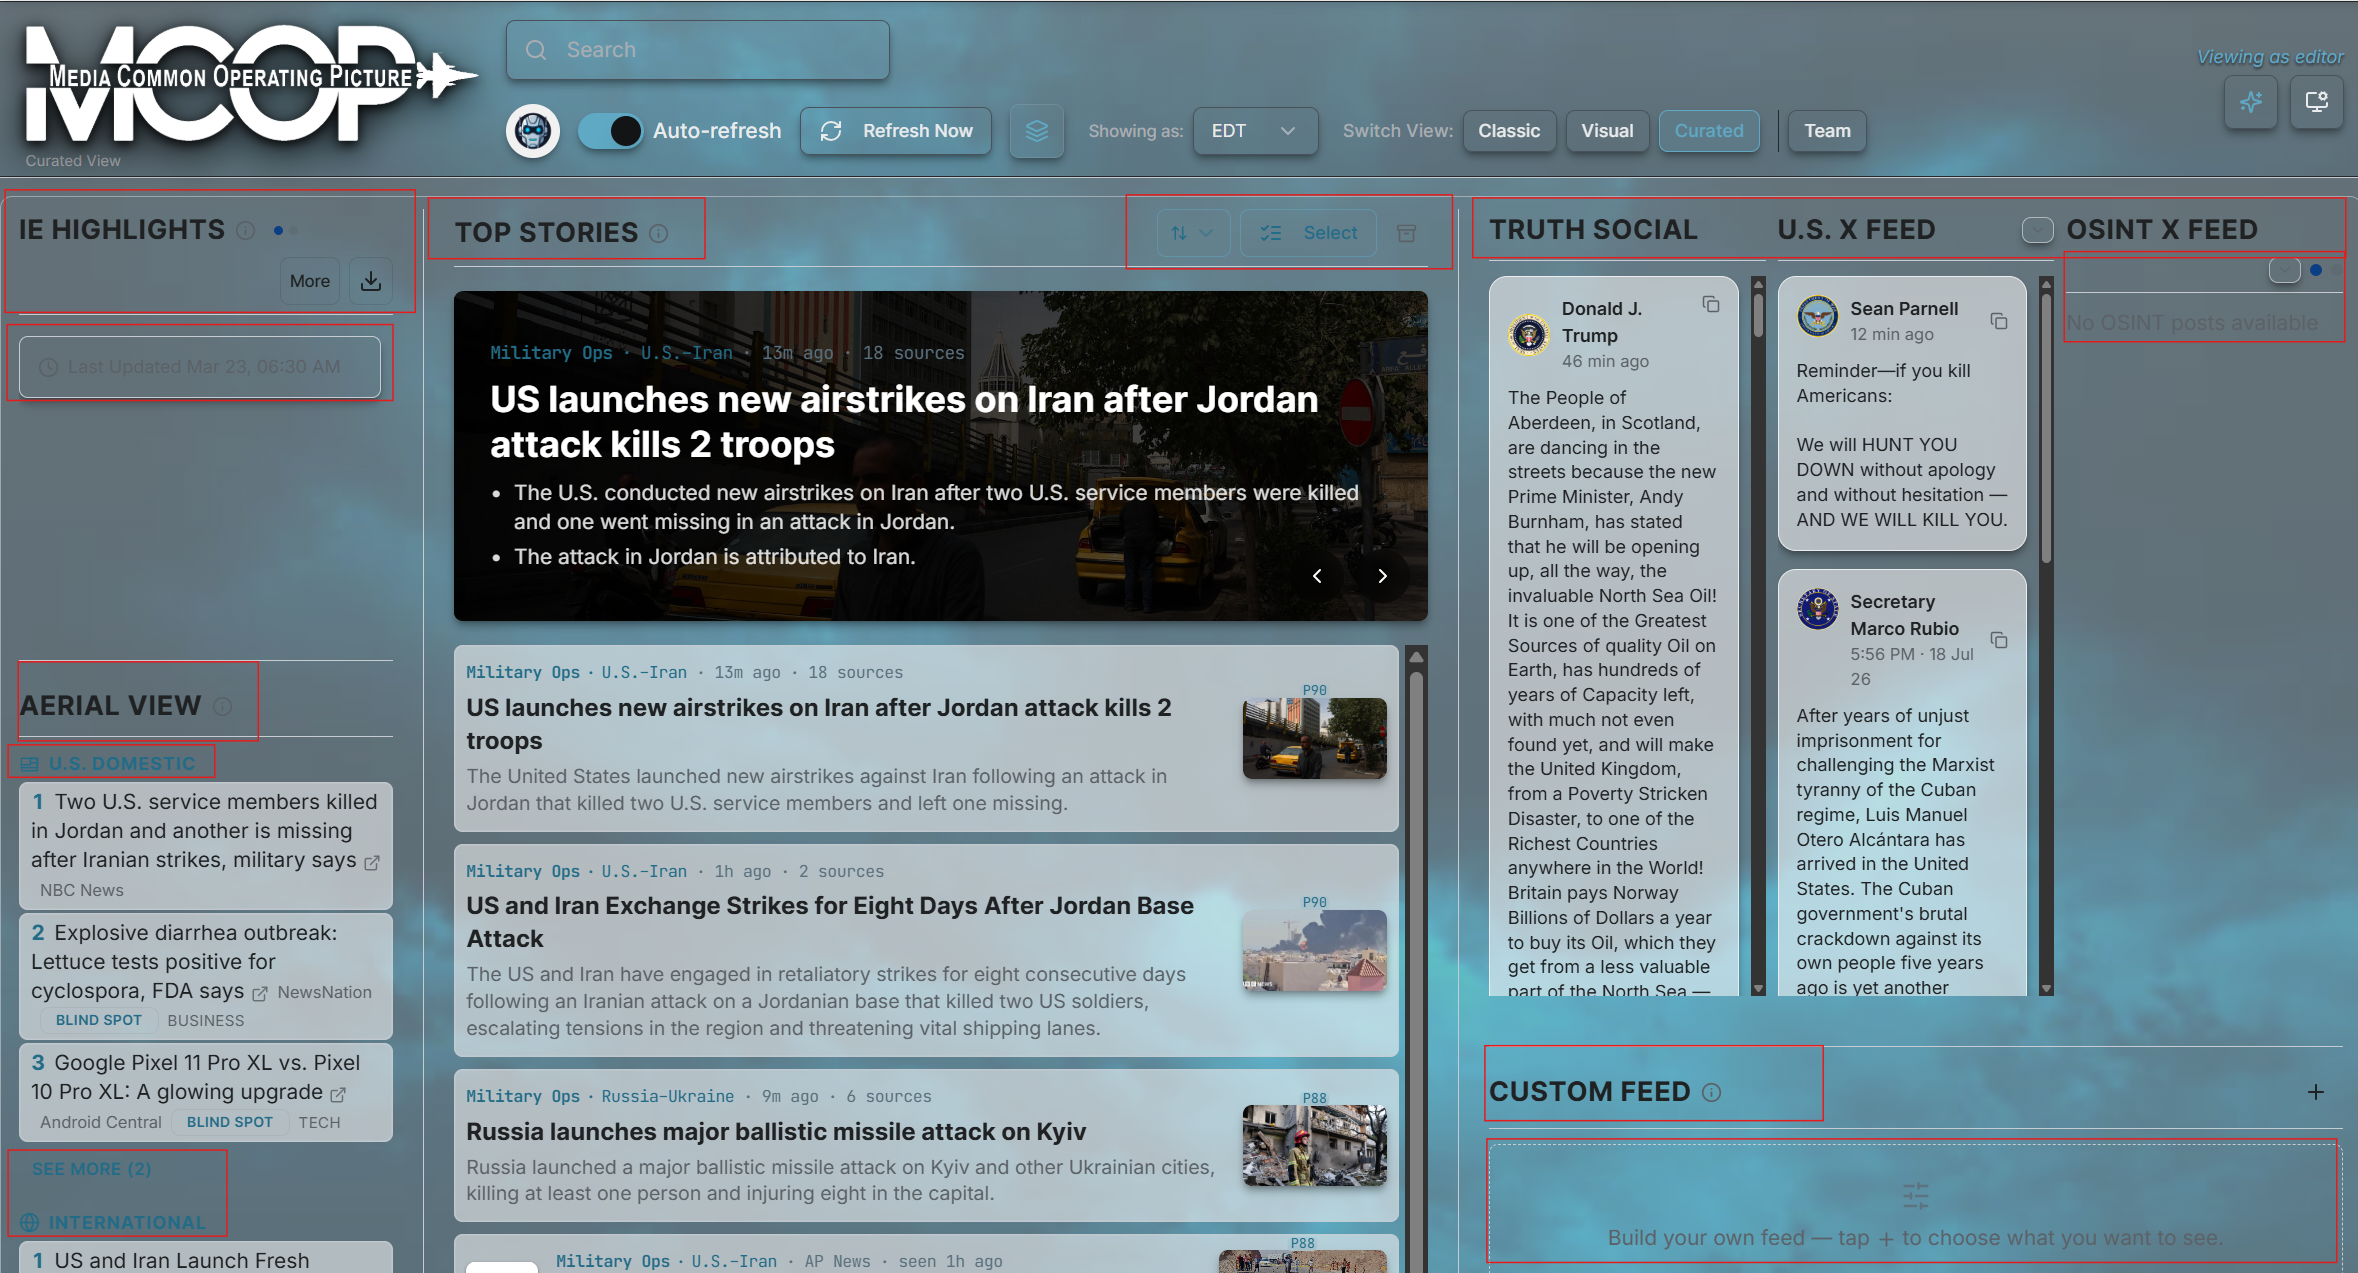 MCOP
MEDIA COMMON OPERATING PICTURE
Curated View
Search
Viewing as editor
Auto-refresh
Refresh Now
Showing as:
EDT
Switch View:
Classic
Visual
Curated
Team
IE HIGHLIGHTS
More
Last Updated Mar 23, 06:30 AM
AERIAL VIEW
U.S. DOMESTIC
1 Two U.S. service members killed
in Jordan and another is missing
after Iranian strikes, military says
NBC News
2 Explosive diarrhea outbreak:
Lettuce tests positive for
cyclospora, FDA says NewsNation
BLIND SPOT BUSINESS
3 Google Pixel 11 Pro XL vs. Pixel
10 Pro XL: A glowing upgrade
Android Central BLIND SPOT TECH
SEE MORE (2)
INTERNATIONAL
1 US and Iran Launch Fresh
TOP STORIES
Select
Military Ops · U.S.-Iran · 13m ago · 18 sources
US launches new airstrikes on Iran after Jordan
attack kills 2 troops
• The U.S. conducted new airstrikes on Iran after two U.S. service members were killed
and one went missing in an attack in Jordan.
• The attack in Jordan is attributed to Iran.
Military Ops · U.S.-Iran · 13m ago · 18 sources
P90
US launches new airstrikes on Iran after Jordan attack kills 2
troops
The United States launched new airstrikes against Iran following an attack in
Jordan that killed two U.S. service members and left one missing.
Military Ops · U.S.-Iran · 1h ago · 2 sources
P90
US and Iran Exchange Strikes for Eight Days After Jordan Base
Attack
The US and Iran have engaged in retaliatory strikes for eight consecutive days
following an Iranian attack on a Jordanian base that killed two US soldiers,
escalating tensions in the region and threatening vital shipping lanes.
Military Ops · Russia-Ukraine · 9m ago · 6 sources
P88
Russia launches major ballistic missile attack on Kyiv
Russia launched a major ballistic missile attack on Kyiv and other Ukrainian cities,
killing at least one person and injuring eight in the capital.
Military Ops · U.S.-Iran · AP News · seen 1h ago
P88
TRUTH SOCIAL
Donald J.
Trump
46 min ago
The People of
Aberdeen, in Scotland,
are dancing in the
streets because the new
Prime Minister, Andy
Burnham, has stated
that he will be opening
up, all the way, the
invaluable North Sea Oil!
It is one of the Greatest
Sources of quality Oil on
Earth, has hundreds of
years of Capacity left,
with much not even
found yet, and will make
the United Kingdom,
from a Poverty Stricken
Disaster, to one of the
Richest Countries
anywhere in the World!
Britain pays Norway
Billions of Dollars a year
to buy its Oil, which they
get from a less valuable
part of the North Sea —
U.S. X FEED
Sean Parnell
12 min ago
Reminder—if you kill
Americans:
We will HUNT YOU
DOWN without apology
and without hesitation —
AND WE WILL KILL YOU.
Secretary
Marco Rubio
5:56 PM · 18 Jul
26
After years of unjust
imprisonment for
challenging the Marxist
tyranny of the Cuban
regime, Luis Manuel
Otero Alcántara has
arrived in the United
States. The Cuban
government's brutal
crackdown against its
own people five years
ago is yet another
OSINT X FEED
No OSINT posts available
CUSTOM FEED
Build your own feed — tap + to choose what you want to see.